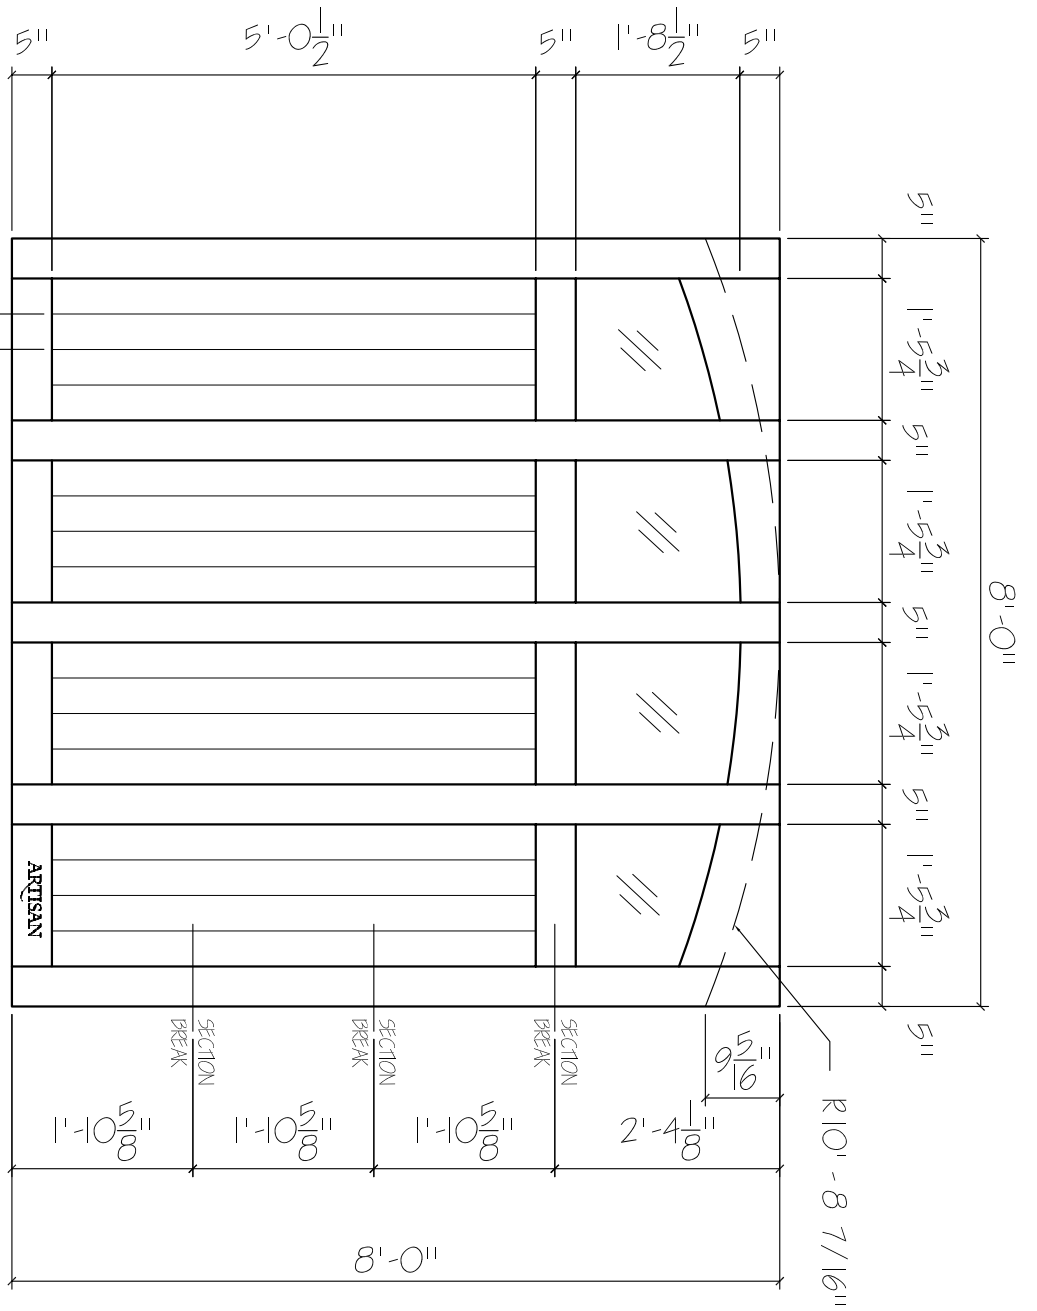 5" 5'-0 1/2" 5" 1'-8 1/2" 5"
5"
1'-5 3/4"
5"
1'-5 3/4"
5"
1'-5 3/4"
5"
1'-5 3/4"
5"
8'-0"
ARTISAN
SECTION
BREAK
SECTION
BREAK
SECTION
BREAK
9 5/16"
1'-10 5/8" 1'-10 5/8" 1'-10 5/8" 2'-4 1/8"
R10'-8 7/16"
8'-0"